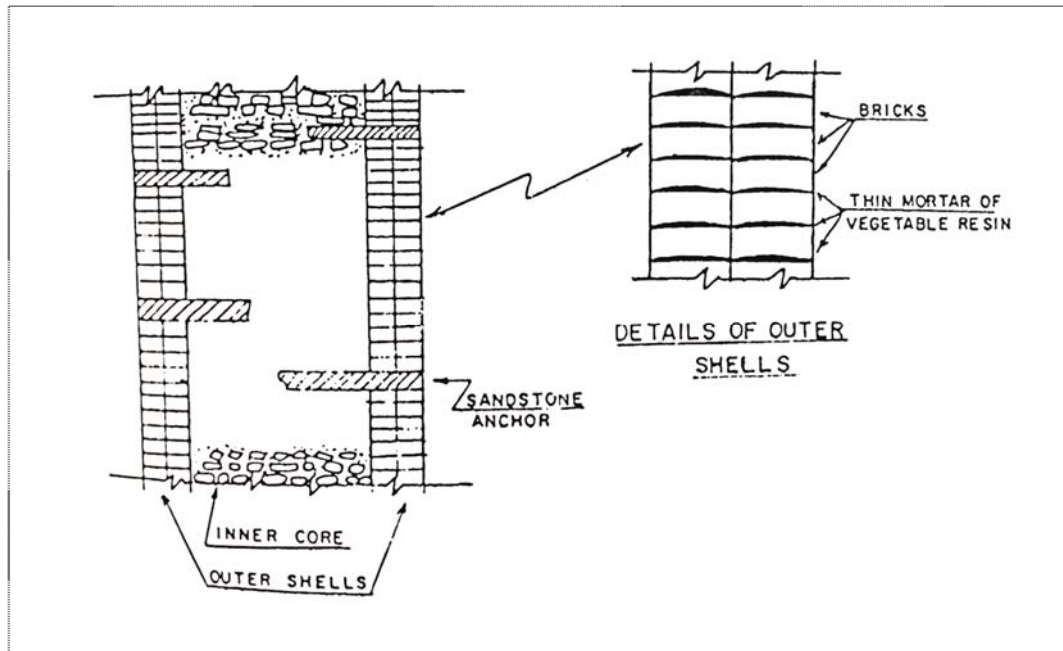 BRICKS
THIN MORTAR OF
VEGETABLE RESIN
DETAILS OF OUTER
SHELLS
SANDSTONE
ANCHOR
INNER CORE
OUTER SHELLS